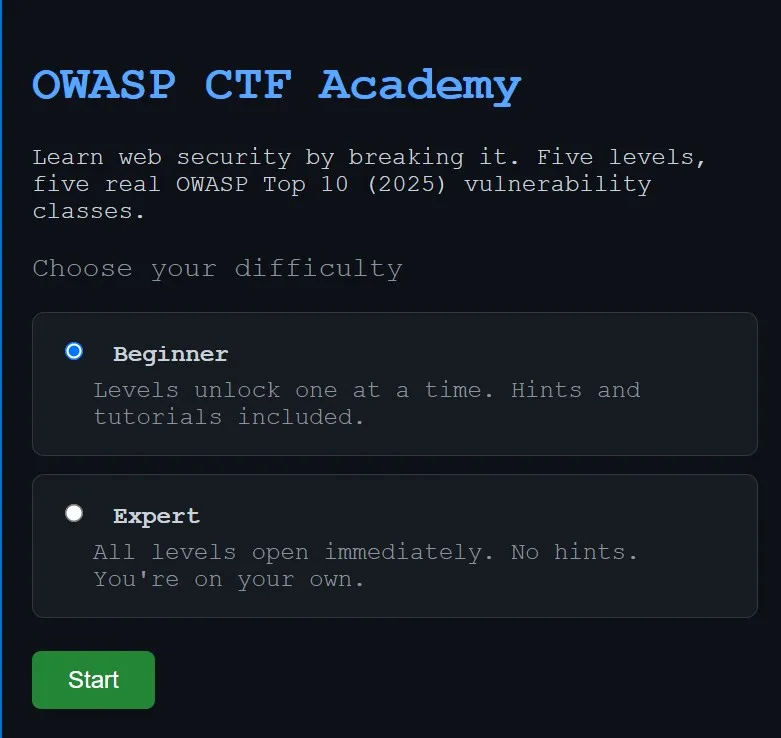 OWASP CTF Academy
Learn web security by breaking it. Five levels,
five real OWASP Top 10 (2025) vulnerability
classes.
Choose your difficulty
Beginner
Levels unlock one at a time. Hints and
tutorials included.
Expert
All levels open immediately. No hints.
You're on your own.
Start